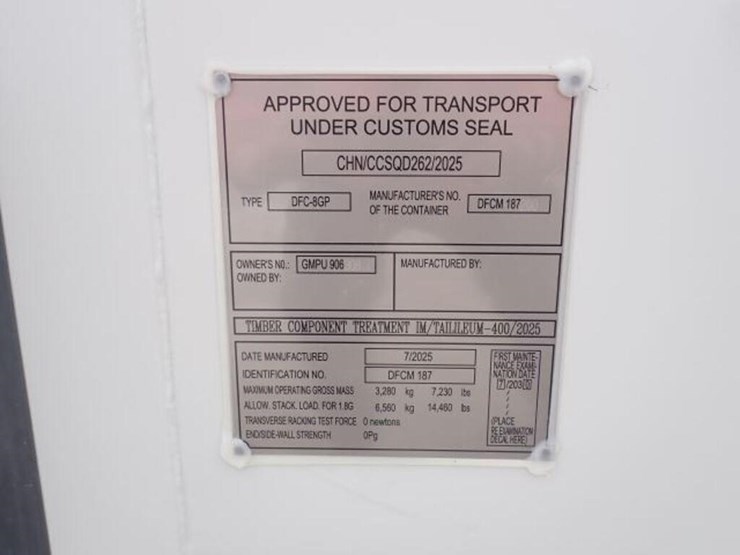 APPROVED FOR TRANSPORT
UNDER CUSTOMS SEAL
CHN/CCSQD262/2025
TYPE DFC-8GP MANUFACTURER'S NO. OF THE CONTAINER DFCM 187
OWNER'S NO.: GMPU 906
OWNED BY:
MANUFACTURED BY:
TIMBER COMPONENT TREATMENT IM/TAILILEUM-400/2025
DATE MANUFACTURED 7/2025
IDENTIFICATION NO. DFCM 187
MAXIMUM OPERATING GROSS MASS 3,280 kg 7,230 lbs
ALLOW. STACK. LOAD. FOR 1.8G 6,560 kg 14,460 lbs
TRANSVERSE RACKING TEST FORCE 0 newtons
END/SIDE-WALL STRENGTH 0Pg
FIRST MAINTE-
NANCE EXAMI-
NATION DATE
(PLACE
RE EXAMINATION
DECAL HERE)